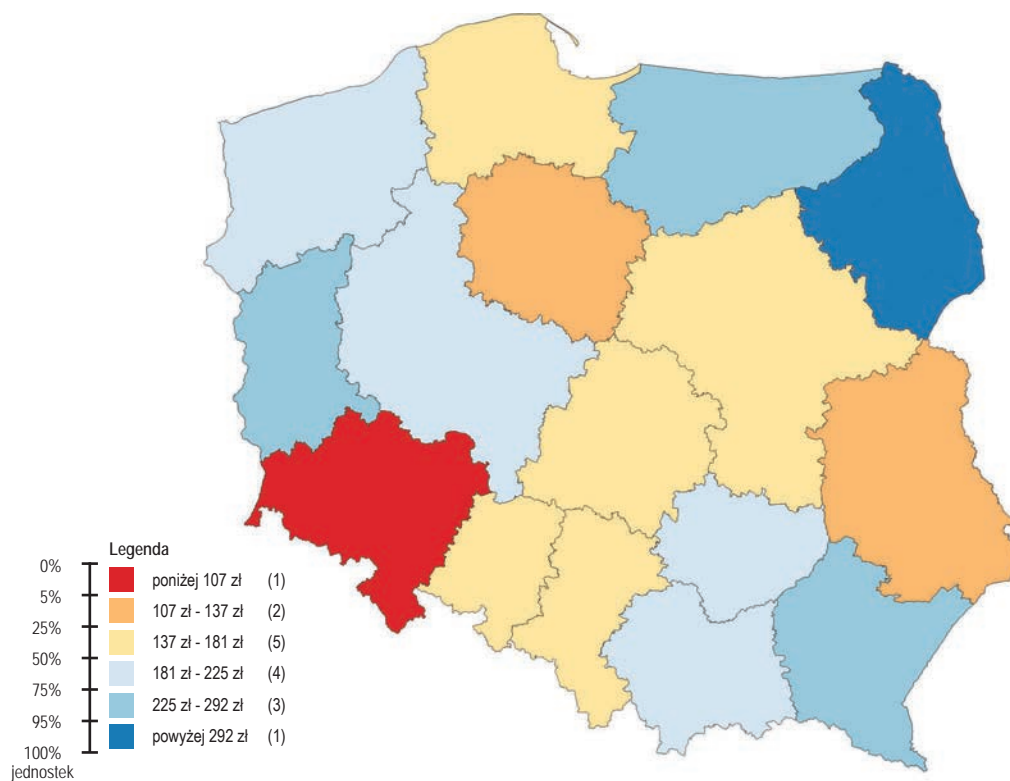 Legenda
0%
5%
25%
50%
75%
95%
100%
jednostek
poniżej 107 zł (1)
107 zł - 137 zł (2)
137 zł - 181 zł (5)
181 zł - 225 zł (4)
225 zł - 292 zł (3)
powyżej 292 zł (1)